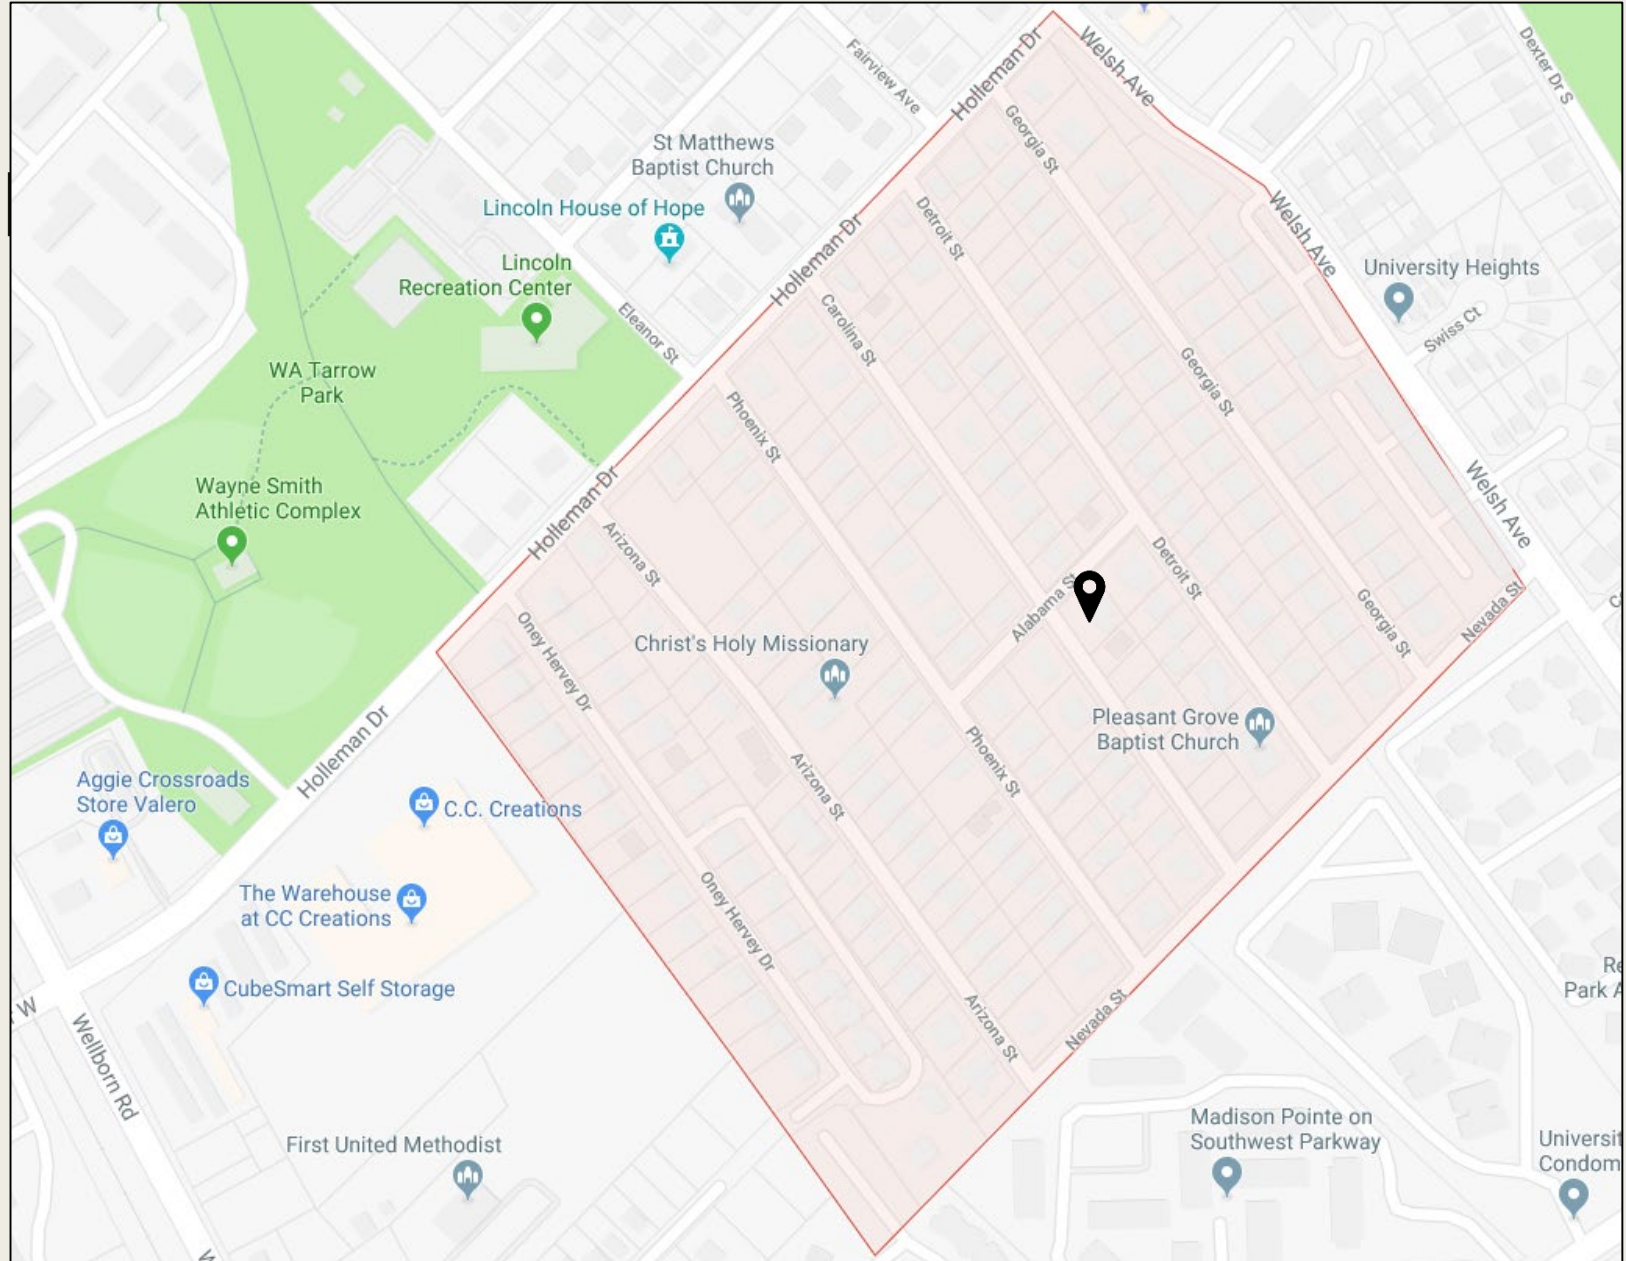 Holleman Dr
Welsh Ave
Dexter Dr S
Fairview Ave
Georgia St
St Matthews
Baptist Church
Lincoln House of Hope
Detroit St
Holleman Dr
Welsh Ave
University Heights
Lincoln
Recreation Center
Eleanor St
Carolina St
Swiss Ct
WA Tarrow
Park
Georgia St
Phoenix St
Wayne Smith
Athletic Complex
Holleman Dr
Welsh Ave
Arizona St
Detroit St
Alabama St
Nevada St
Georgia St
Oney Hervey Dr
Christ's Holy Missionary
Pleasant Grove
Baptist Church
Holleman Dr
Phoenix St
Aggie Crossroads
Store Valero
C.C. Creations
Arizona St
The Warehouse
at CC Creations
Oney Hervey Dr
CubeSmart Self Storage
Park A
W
Wellborn Rd
Arizona St
Nevada St
First United Methodist
Madison Pointe on
Southwest Parkway
Universit
Condom
W